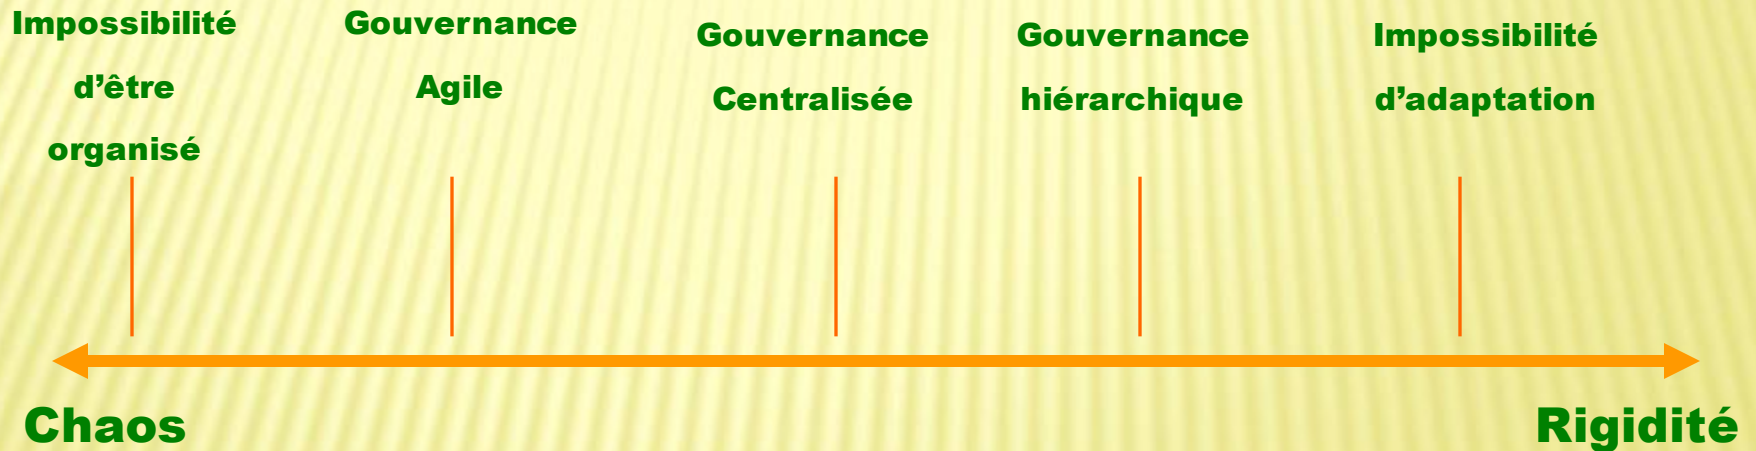 Impossibilité
d’être
organisé
Gouvernance
Agile
Gouvernance
Centralisée
Gouvernance
hiérarchique
Impossibilité
d’adaptation
Chaos
Rigidité